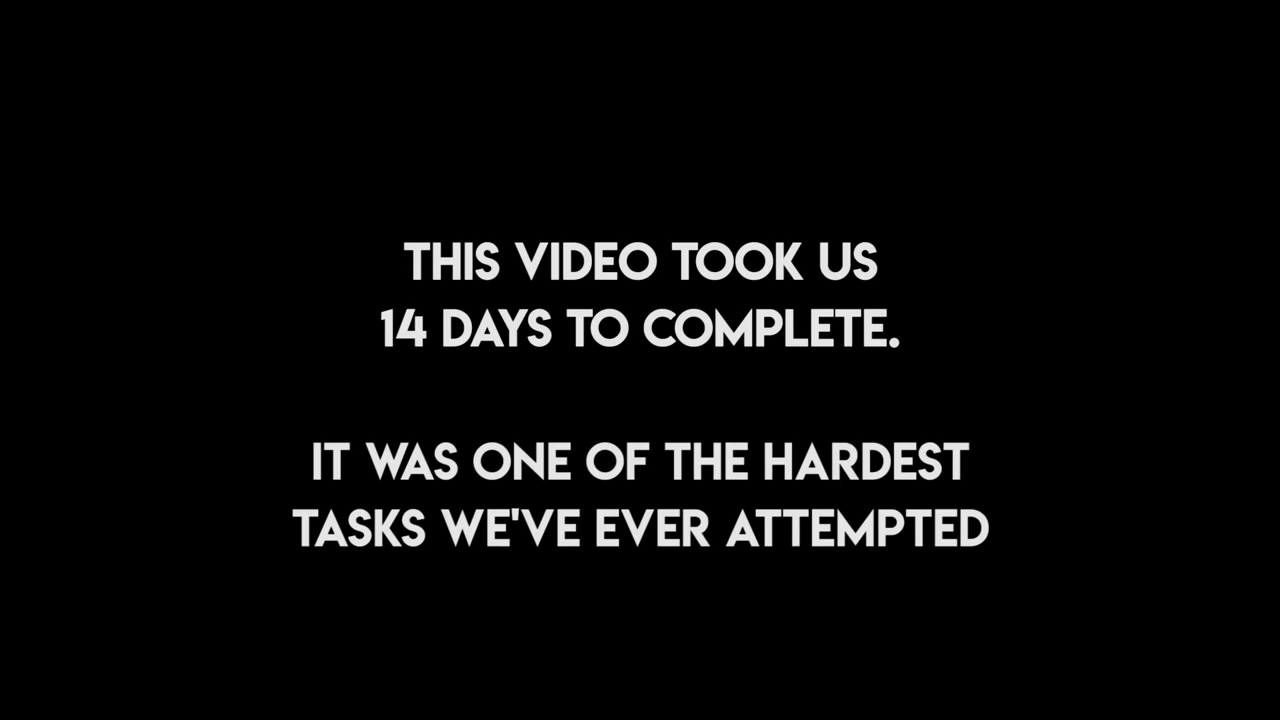 THIS VIDEO TOOK US
14 DAYS TO COMPLETE.
IT WAS ONE OF THE HARDEST
TASKS WE'VE EVER ATTEMPTED